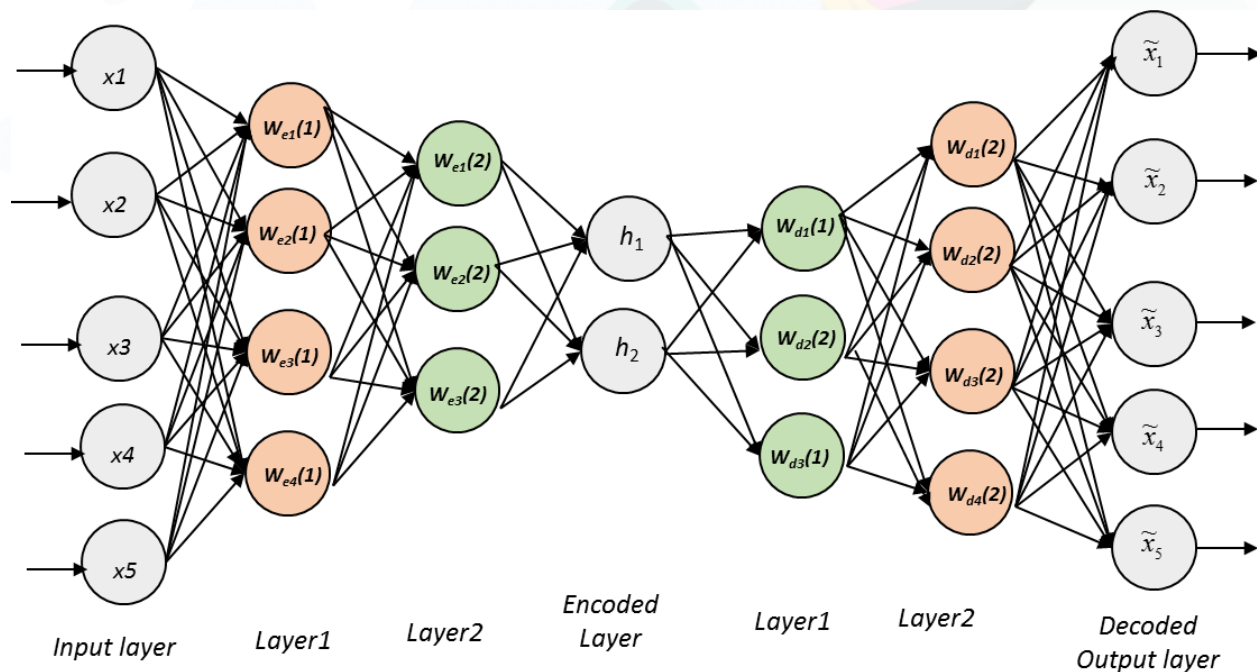 x1
x2
x3
x4
x5
Input layer
We1(1)
We2(1)
We3(1)
We4(1)
Layer1
We1(2)
We2(2)
We3(2)
Layer2
h1
h2
Encoded
Layer
Wd1(1)
Wd2(2)
Wd3(1)
Layer1
Wd1(2)
Wd2(2)
Wd3(2)
Wd4(2)
Layer2
x̃1
x̃2
x̃3
x̃4
x̃5
Decoded
Output layer